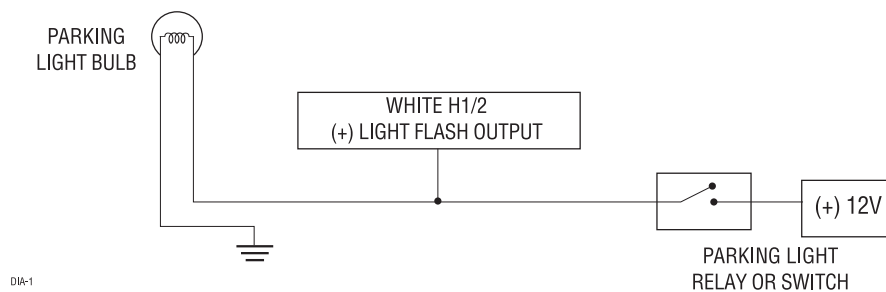 PARKING
LIGHT BULB
WHITE H1/2
(+) LIGHT FLASH OUTPUT
(+) 12V
PARKING LIGHT
RELAY OR SWITCH
DIA-1